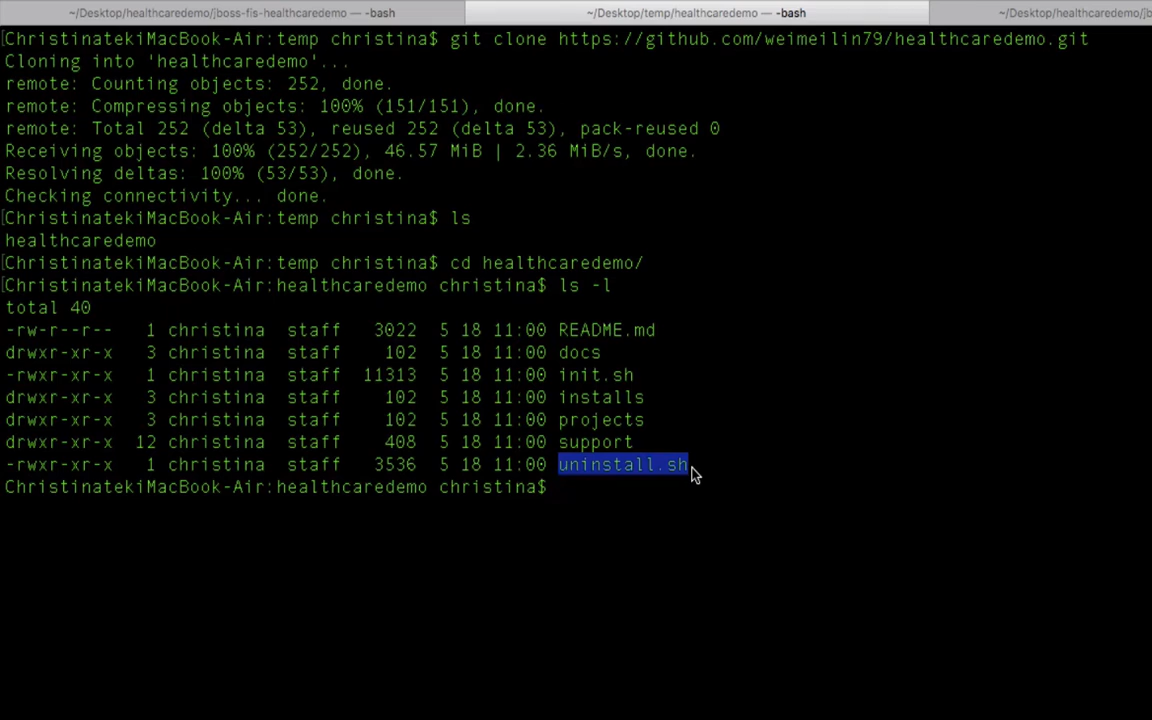 ~/Desktop/healthcaredemo/jboss-fis-healthcaredemo — -bash
~/Desktop/temp/healthcaredemo — -bash
~/Desktop/healthcaredemo/jb
[ChristinatekiMacBook-Air:temp christina$ git clone https://github.com/weimeilin79/healthcaredemo.git
Cloning into 'healthcaredemo'...
remote: Counting objects: 252, done.
remote: Compressing objects: 100% (151/151), done.
remote: Total 252 (delta 53), reused 252 (delta 53), pack-reused 0
Receiving objects: 100% (252/252), 46.57 MiB | 2.36 MiB/s, done.
Resolving deltas: 100% (53/53), done.
Checking connectivity... done.
[ChristinatekiMacBook-Air:temp christina$ ls
healthcaredemo
[ChristinatekiMacBook-Air:temp christina$ cd healthcaredemo/
[ChristinatekiMacBook-Air:healthcaredemo christina$ ls -l
total 40
-rw-r--r--   1 christina  staff   3022  5 18 11:00 README.md
drwxr-xr-x   3 christina  staff    102  5 18 11:00 docs
-rwxr-xr-x   1 christina  staff  11313  5 18 11:00 init.sh
drwxr-xr-x   3 christina  staff    102  5 18 11:00 installs
drwxr-xr-x   3 christina  staff    102  5 18 11:00 projects
drwxr-xr-x  12 christina  staff    408  5 18 11:00 support
-rwxr-xr-x   1 christina  staff   3536  5 18 11:00 uninstall.sh
ChristinatekiMacBook-Air:healthcaredemo christina$